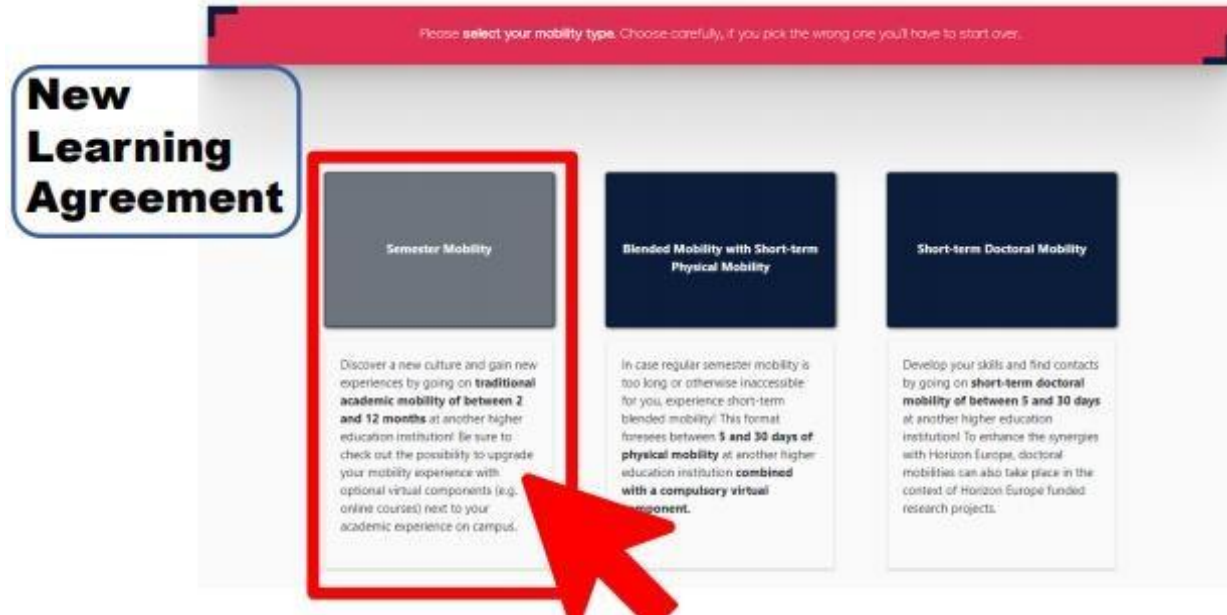 Please select your mobility type. Choose carefully, if you pick the wrong one you'll have to start over.
New
Learning
Agreement
Semester Mobility
Discover a new culture and gain new
experiences by going on traditional
academic mobility of between 2
and 12 months at another higher
education institution! Be sure to
check out the possibility to upgrade
your mobility experience with
optional virtual components (e.g.
online courses) next to your
academic experience on campus.
Blended Mobility with Short-term
Physical Mobility
In case regular semester mobility is
too long or otherwise inaccessible
for you, experience short-term
blended mobility! This format
foresees between 5 and 30 days of
physical mobility at another higher
education institution combined
with a compulsory virtual
component.
Short-term Doctoral Mobility
Develop your skills and find contacts
by going on short-term doctoral
mobility of between 5 and 30 days
at another higher education
institution! To enhance the synergies
with Horizon Europe, doctoral
mobilities can also take place in the
context of Horizon Europe funded
research projects.